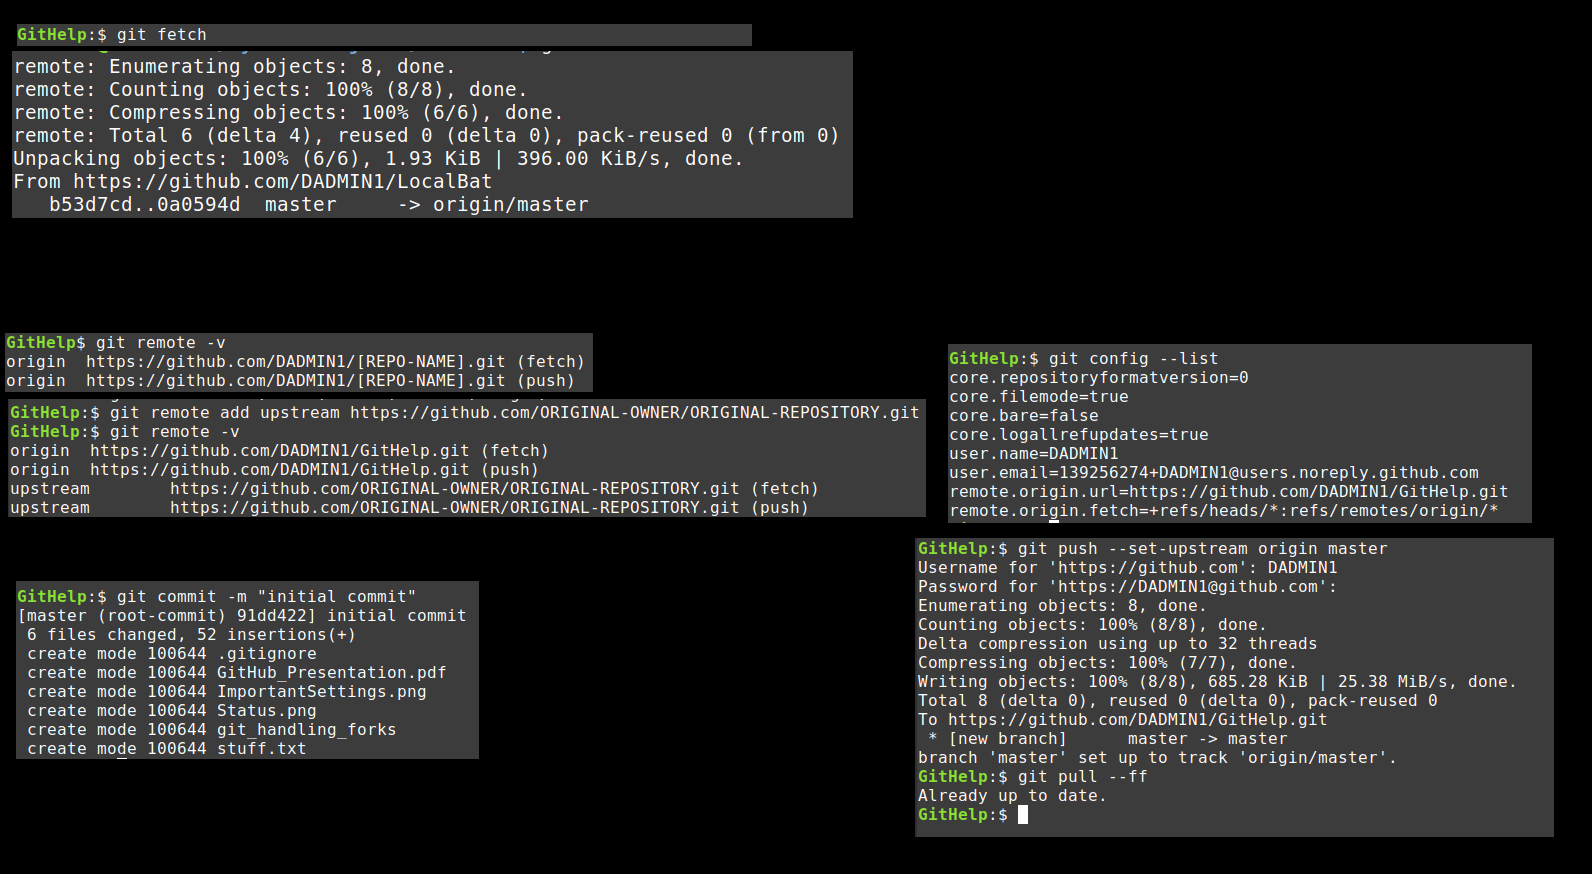 GitHelp:$ git fetch
remote: Enumerating objects: 8, done.
remote: Counting objects: 100% (8/8), done.
remote: Compressing objects: 100% (6/6), done.
remote: Total 6 (delta 4), reused 0 (delta 0), pack-reused 0 (from 0)
Unpacking objects: 100% (6/6), 1.93 KiB | 396.00 KiB/s, done.
From https://github.com/DADMIN1/LocalBat
   b53d7cd..0a0594d  master     -> origin/master
GitHelp$ git remote -v
origin  https://github.com/DADMIN1/[REPO-NAME].git (fetch)
origin  https://github.com/DADMIN1/[REPO-NAME].git (push)
GitHelp:$ git remote add upstream https://github.com/ORIGINAL-OWNER/ORIGINAL-REPOSITORY.git
GitHelp:$ git remote -v
origin  https://github.com/DADMIN1/GitHelp.git (fetch)
origin  https://github.com/DADMIN1/GitHelp.git (push)
upstream        https://github.com/ORIGINAL-OWNER/ORIGINAL-REPOSITORY.git (fetch)
upstream        https://github.com/ORIGINAL-OWNER/ORIGINAL-REPOSITORY.git (push)
GitHelp:$ git commit -m "initial commit"
[master (root-commit) 91dd422] initial commit
 6 files changed, 52 insertions(+)
 create mode 100644 .gitignore
 create mode 100644 GitHub_Presentation.pdf
 create mode 100644 ImportantSettings.png
 create mode 100644 Status.png
 create mode 100644 git_handling_forks
 create mode 100644 stuff.txt
GitHelp:$ git config --list
core.repositoryformatversion=0
core.filemode=true
core.bare=false
core.logallrefupdates=true
user.name=DADMIN1
user.email=139256274+DADMIN1@users.noreply.github.com
remote.origin.url=https://github.com/DADMIN1/GitHelp.git
remote.origin.fetch=+refs/heads/*:refs/remotes/origin/*
GitHelp:$ git push --set-upstream origin master
Username for 'https://github.com': DADMIN1
Password for 'https://DADMIN1@github.com':
Enumerating objects: 8, done.
Counting objects: 100% (8/8), done.
Delta compression using up to 32 threads
Compressing objects: 100% (7/7), done.
Writing objects: 100% (8/8), 685.28 KiB | 25.38 MiB/s, done.
Total 8 (delta 0), reused 0 (delta 0), pack-reused 0
To https://github.com/DADMIN1/GitHelp.git
 * [new branch]      master -> master
branch 'master' set up to track 'origin/master'.
GitHelp:$ git pull --ff
Already up to date.
GitHelp:$